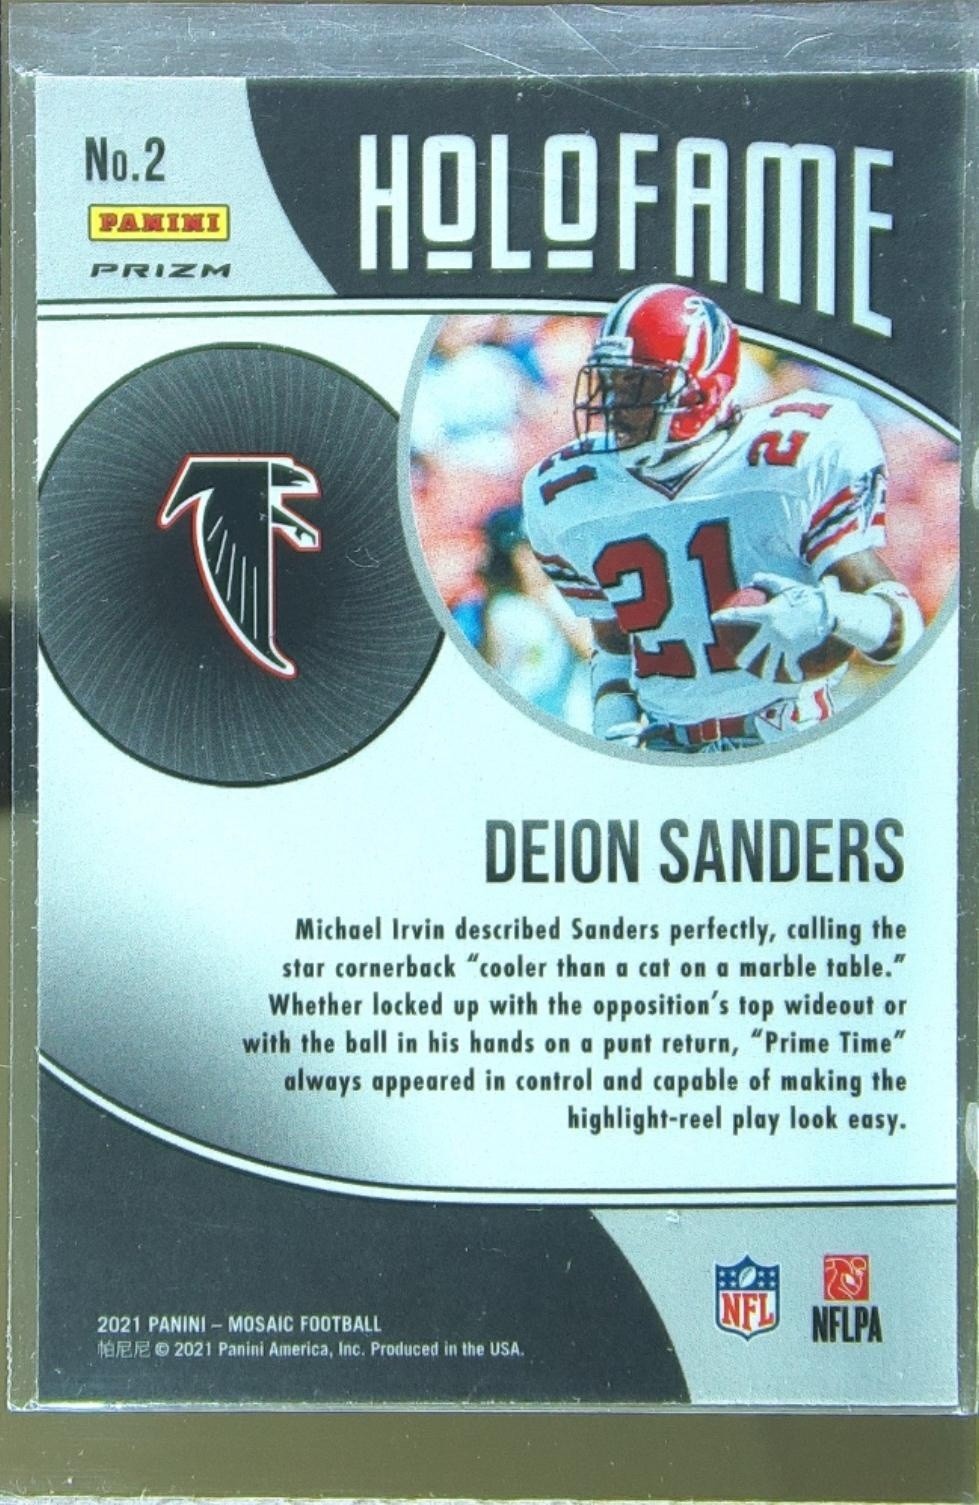 No.2
PANINI
PRIZM
HOLOFAME
21
21
DEION SANDERS
Michael Irvin described Sanders perfectly, calling the
star cornerback “cooler than a cat on a marble table.”
Whether locked up with the opposition’s top wideout or
with the ball in his hands on a punt return, “Prime Time”
always appeared in control and capable of making the
highlight-reel play look easy.
NFL
NFLPA
2021 PANINI – MOSAIC FOOTBALL
帕尼尼 © 2021 Panini America, Inc. Produced in the USA.